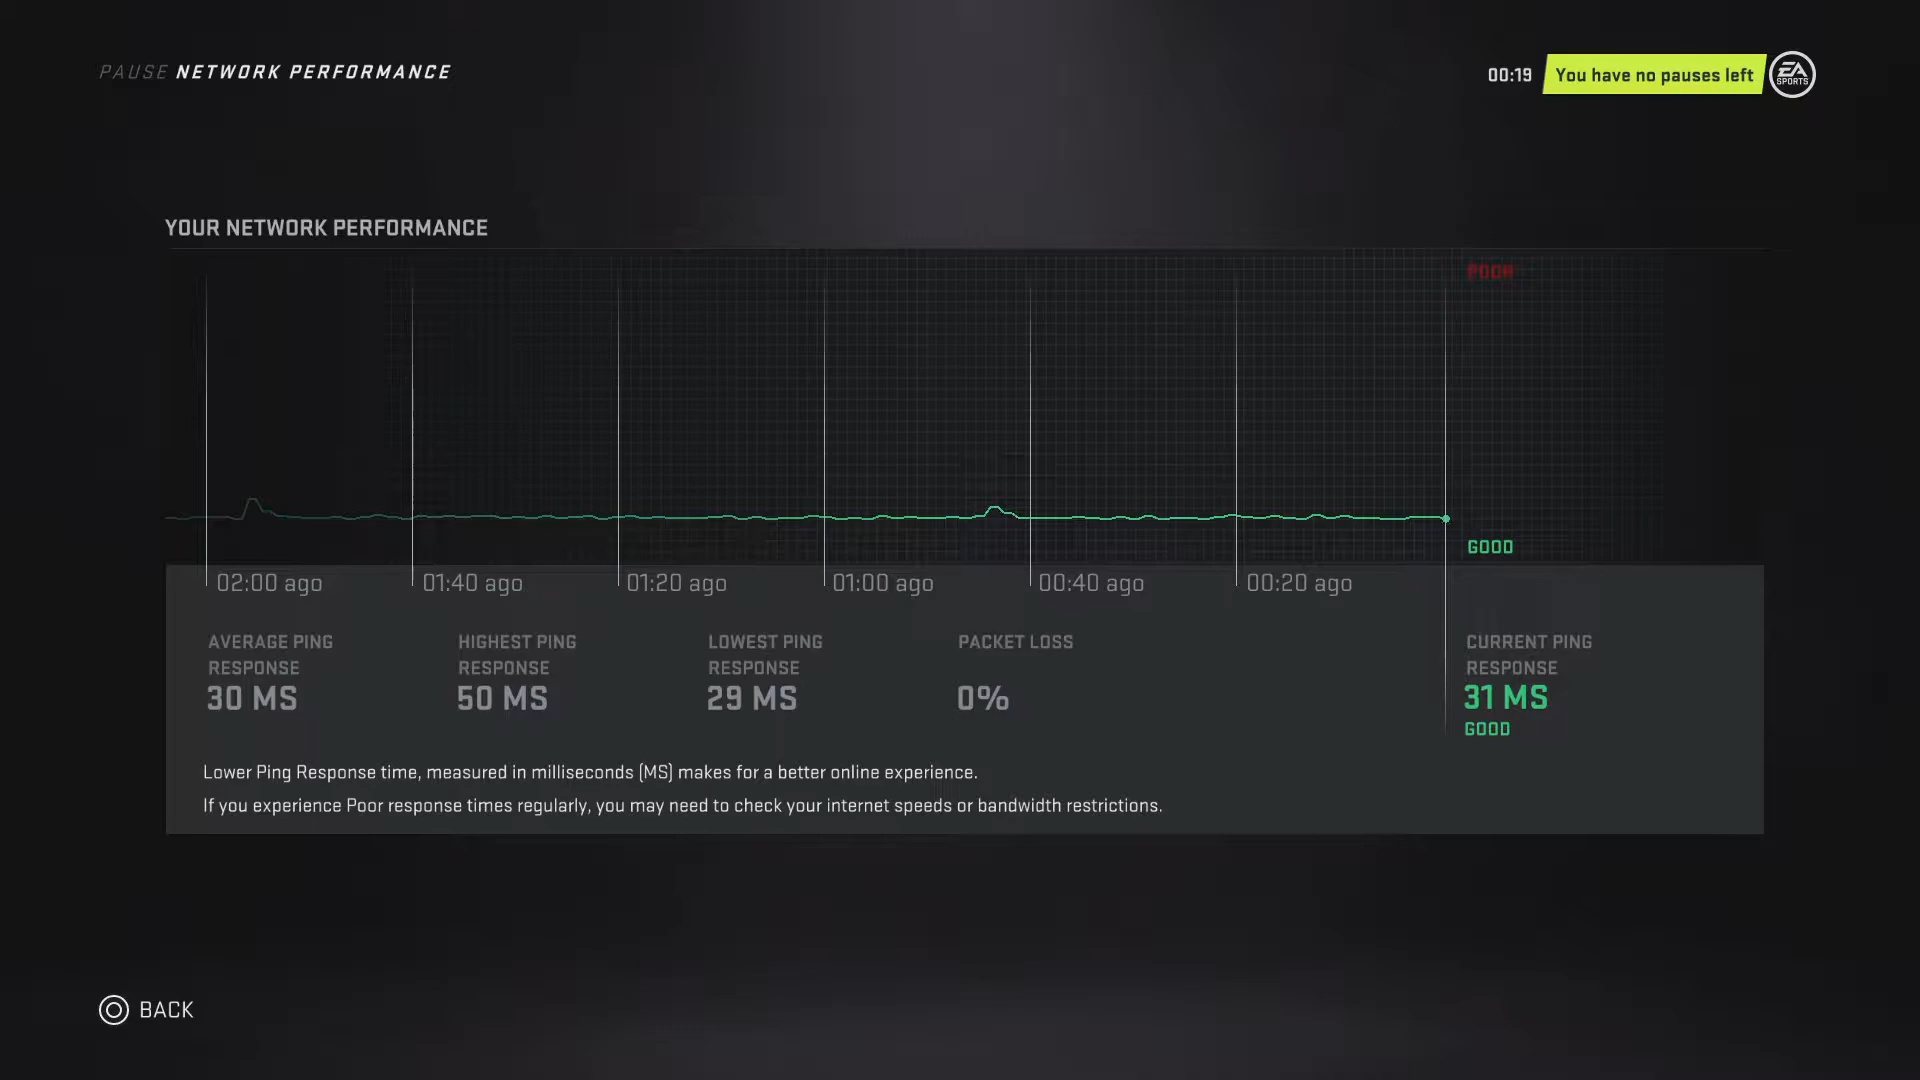 PAUSE NETWORK PERFORMANCE
00:19 You have no pauses left
EA SPORTS
YOUR NETWORK PERFORMANCE
POOR
GOOD
02:00 ago 01:40 ago 01:20 ago 01:00 ago 00:40 ago 00:20 ago
AVERAGE PING RESPONSE
30 MS
HIGHEST PING RESPONSE
50 MS
LOWEST PING RESPONSE
29 MS
PACKET LOSS
0%
CURRENT PING RESPONSE
31 MS
GOOD
Lower Ping Response time, measured in milliseconds (MS) makes for a better online experience.
If you experience Poor response times regularly, you may need to check your internet speeds or bandwidth restrictions.
BACK